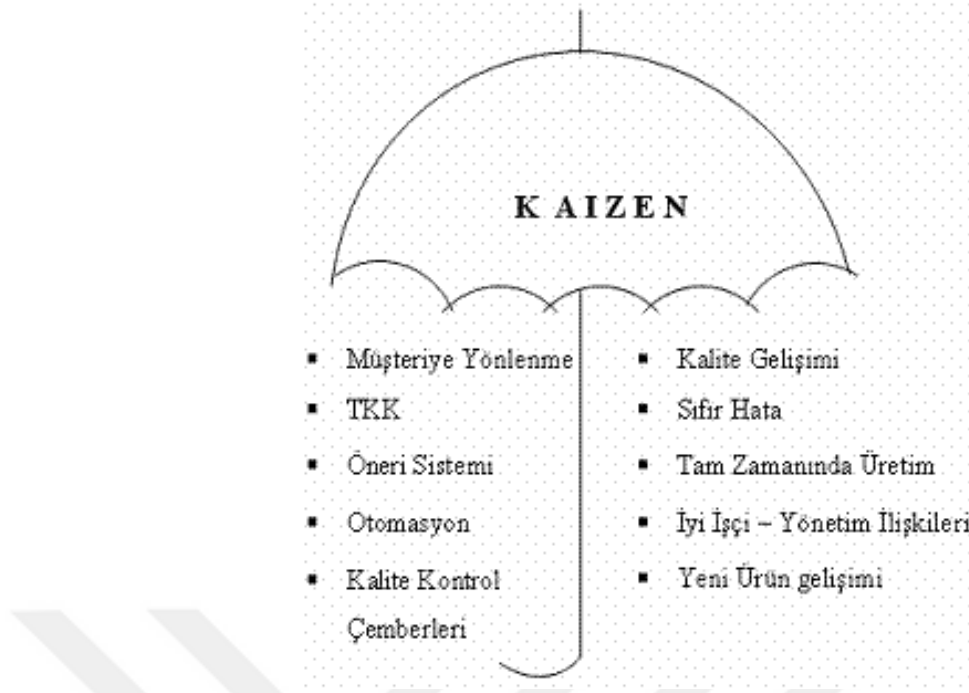 K AIZEN
▪ Müşteriye Yönlenme
▪ TKK
▪ Öneri Sistemi
▪ Otomasyon
▪ Kalite Kontrol
Çemberleri
▪ Kalite Gelişimi
▪ Sıfır Hata
▪ Tam Zamanında Üretim
▪ İyi İşçi – Yönetim İlişkileri
▪ Yeni Ürün gelişimi